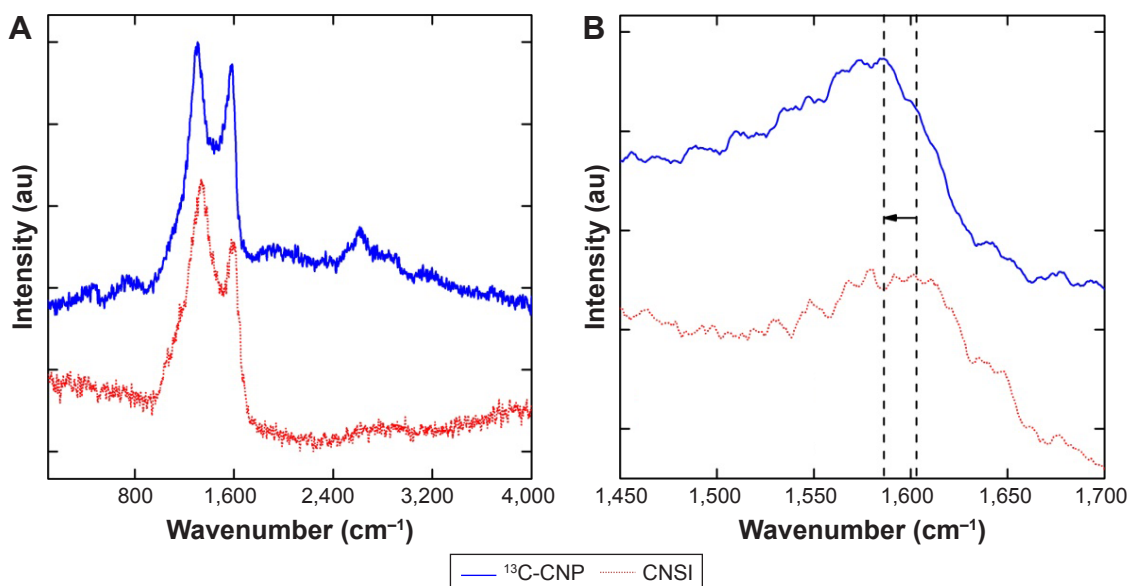 A
B
Intensity (au)
Intensity (au)
800 1,600 2,400 3,200 4,000
1,450 1,500 1,550 1,600 1,650 1,700
Wavenumber (cm⁻¹)
Wavenumber (cm⁻¹)
¹³C-CNP CNSI